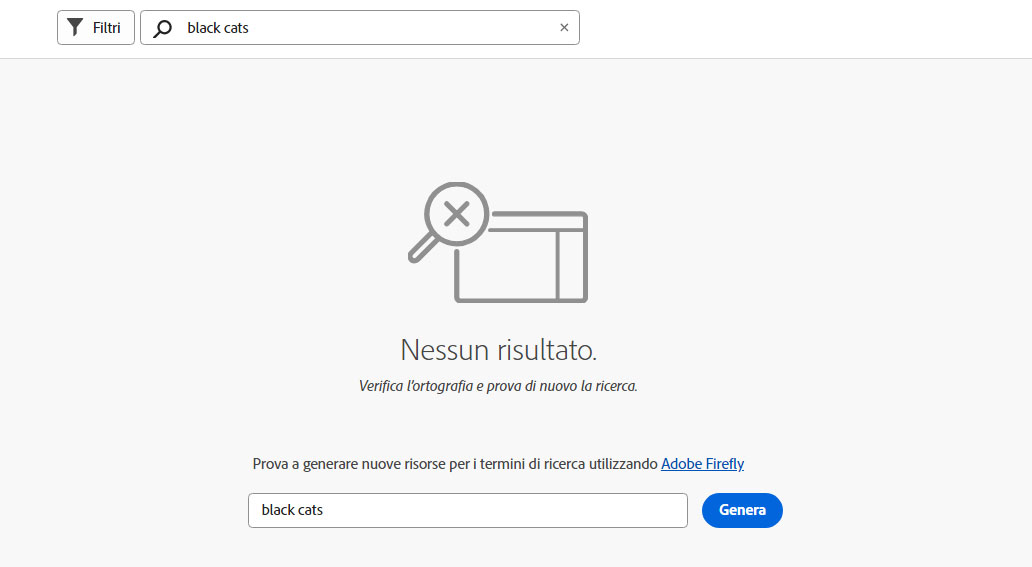 Filtri
black cats
Nessun risultato.
Verifica l'ortografia e prova di nuovo la ricerca.
Prova a generare nuove risorse per i termini di ricerca utilizzando Adobe Firefly
black cats
Genera